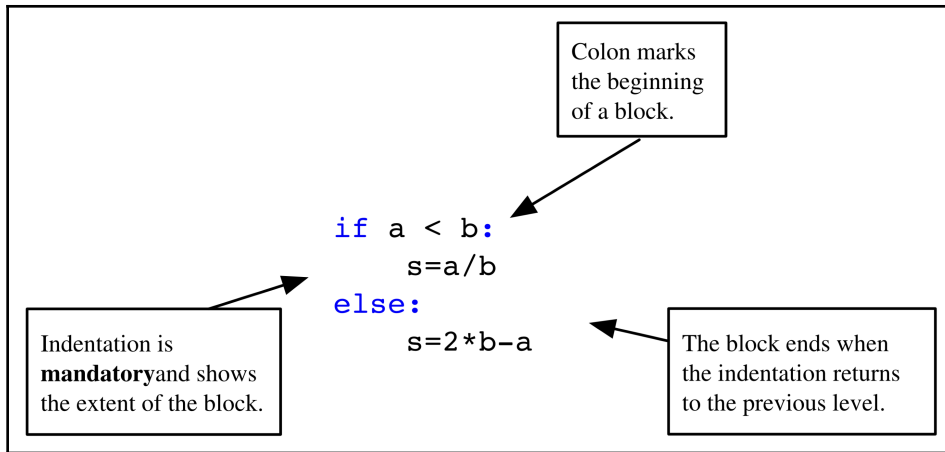 Colon marks
the beginning
of a block.
if a < b:
    s=a/b
else:
    s=2*b-a
Indentation is
mandatoryand shows
the extent of the block.
The block ends when
the indentation returns
to the previous level.